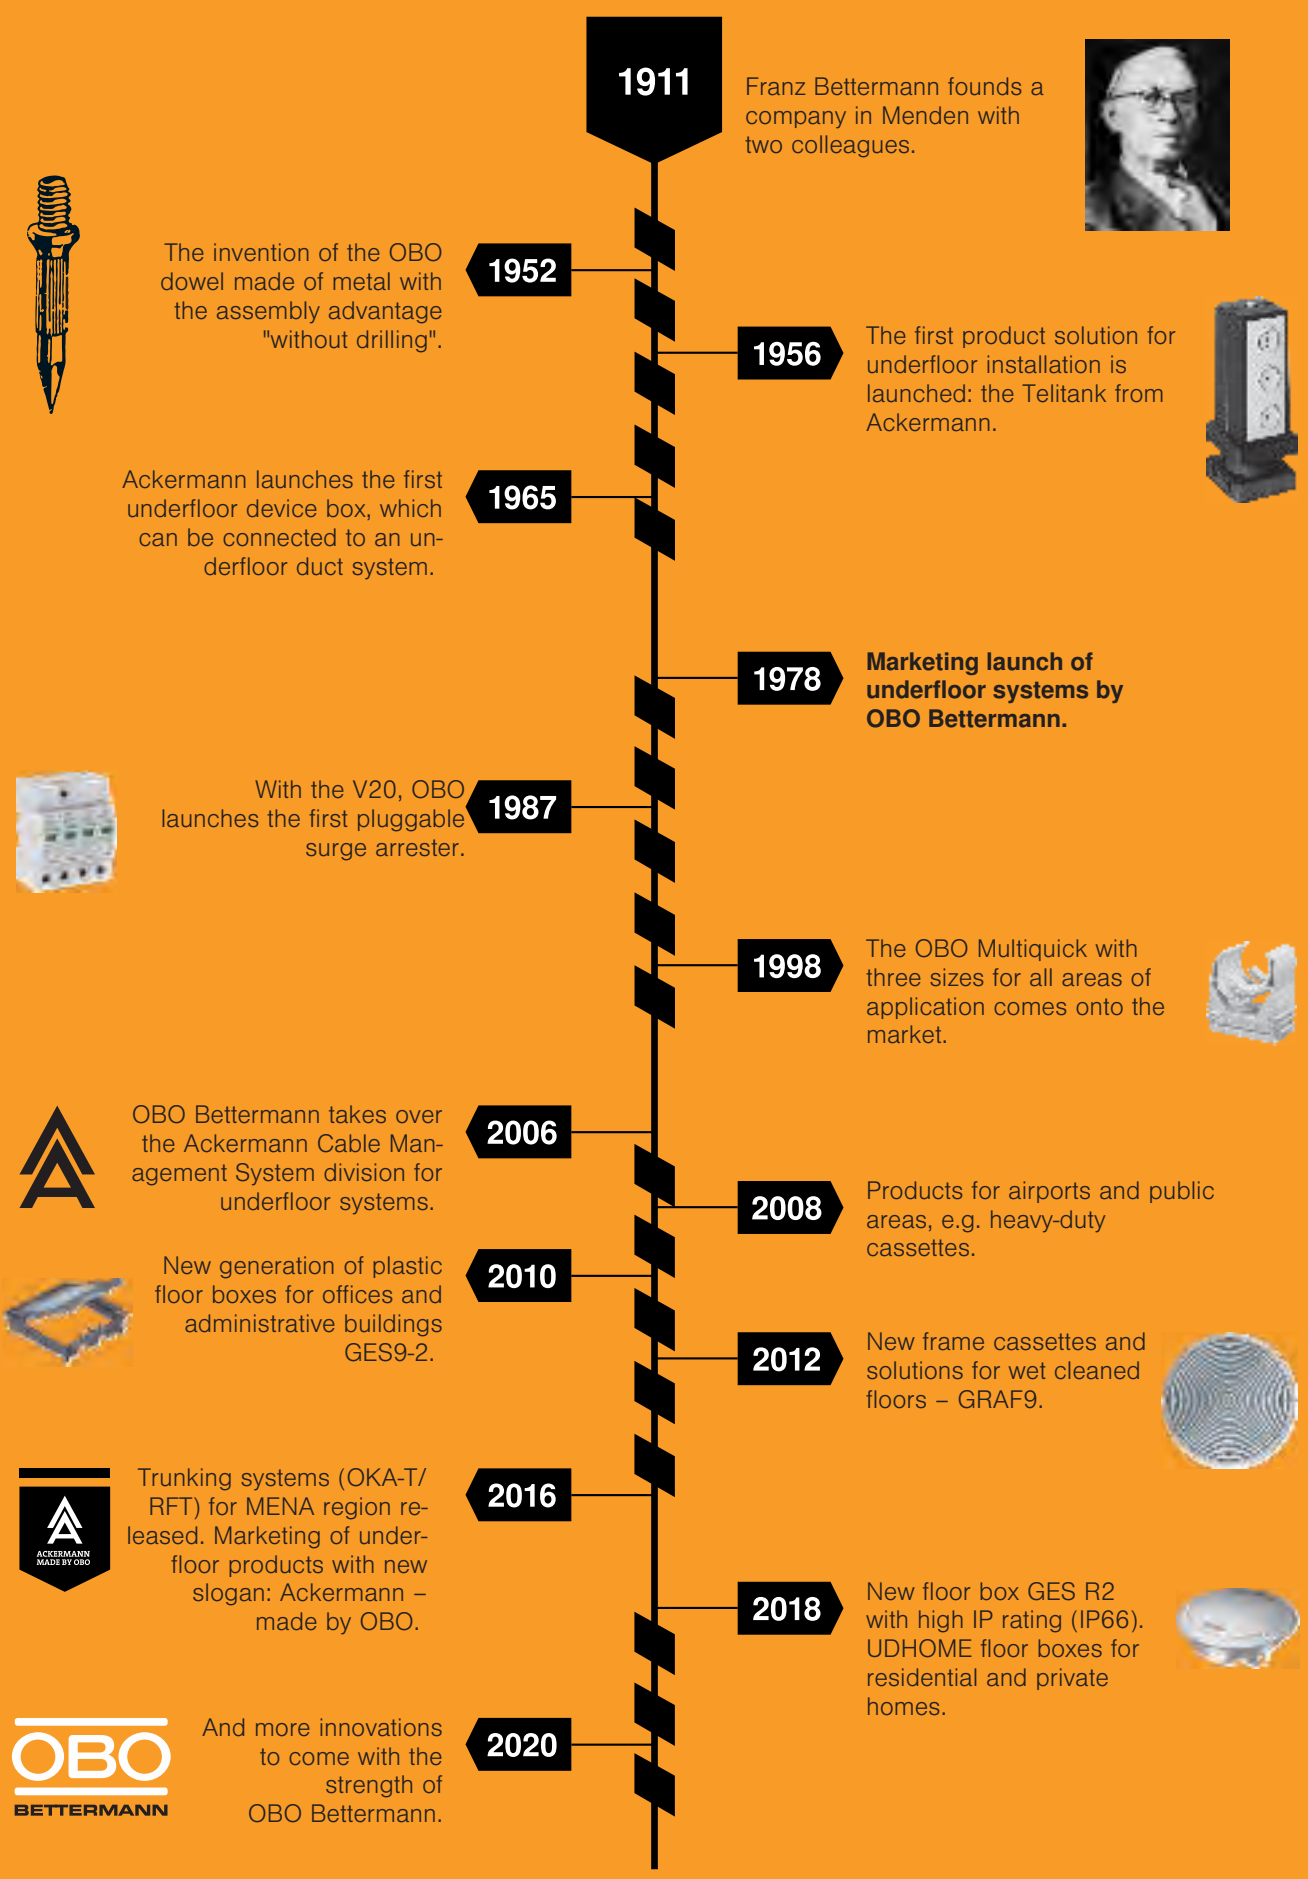 1911
Franz Bettermann founds a
company in Menden with
two colleagues.
The invention of the OBO
dowel made of metal with
the assembly advantage
"without drilling".
1952
1956
The first product solution for
underfloor installation is
launched: the Telitank from
Ackermann.
Ackermann launches the first
underfloor device box, which
can be connected to an un-
derfloor duct system.
1965
1978
Marketing launch of
underfloor systems by
OBO Bettermann.
With the V20, OBO
launches the first pluggable
surge arrester.
1987
1998
The OBO Multiquick with
three sizes for all areas of
application comes onto the
market.
OBO Bettermann takes over
the Ackermann Cable Man-
agement System division for
underfloor systems.
2006
2008
Products for airports and public
areas, e.g. heavy-duty
cassettes.
New generation of plastic
floor boxes for offices and
administrative buildings
GES9-2.
2010
2012
New frame cassettes and
solutions for wet cleaned
floors – GRAF9.
ACKERMANN
MADE BY OBO
Trunking systems (OKA-T/
RFT) for MENA region re-
leased. Marketing of under-
floor products with new
slogan: Ackermann –
made by OBO.
2016
2018
New floor box GES R2
with high IP rating (IP66).
UDHOME floor boxes for
residential and private
homes.
OBO
BETTERMANN
And more innovations
to come with the
strength of
OBO Bettermann.
2020